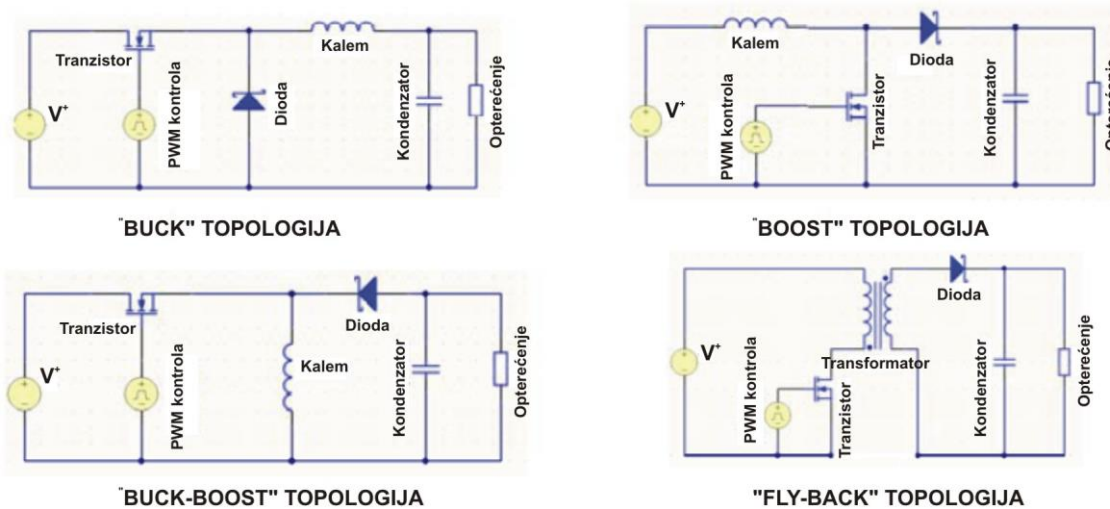 Tranzistor
Kalem
V+
PWM kontrola
Dioda
Kondenzator
Opterećenje
"BUCK" TOPOLOGIJA
Kalem
Dioda
V+
PWM kontrola
Tranzistor
Kondenzator
"BOOST" TOPOLOGIJA
Tranzistor
Dioda
V+
PWM kontrola
Kalem
Kondenzator
Opterećenje
"BUCK-BOOST" TOPOLOGIJA
Dioda
V+
Transformator
PWM kontrola
Tranzistor
Kondenzator
Opterećenje
"FLY-BACK" TOPOLOGIJA